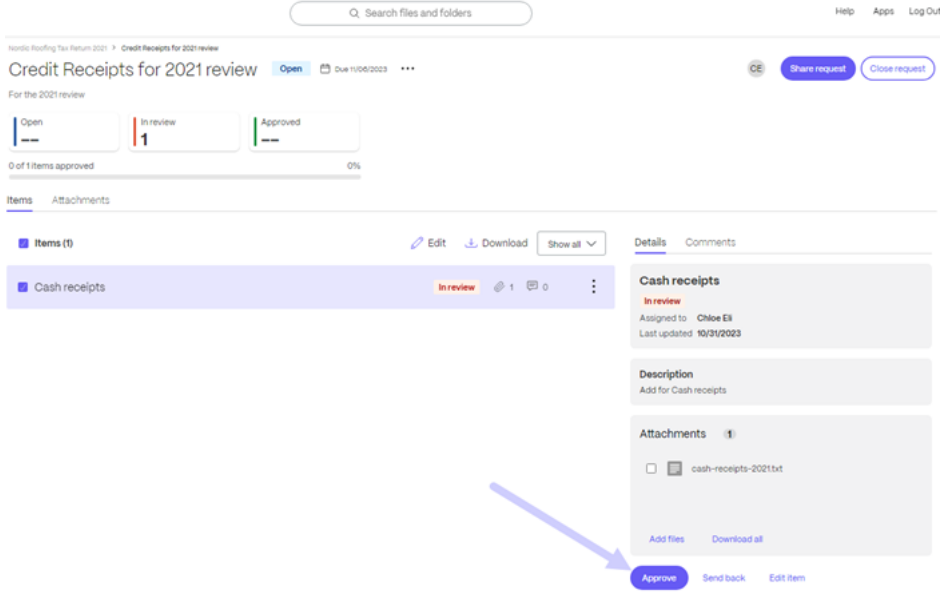 Search files and folders
Help Apps Log Out
Nordic Roofing Tax Return 2021 > Credit Receipts for 2021 review
Credit Receipts for 2021 review Open Due 11/06/2023 ••• CE Share request Close request
For the 2021 review
Open In review Approved
-- 1 --
0 of 1 items approved 0%
Items Attachments
Items (1) Edit Download Show all Details Comments
Cash receipts In review 1 0
Cash receipts
In review
Assigned to Chloe Eli
Last updated 10/31/2023
Description
Add for Cash receipts
Attachments 1
cash-receipts-2021.txt
Add files Download all
Approve Send back Edit item